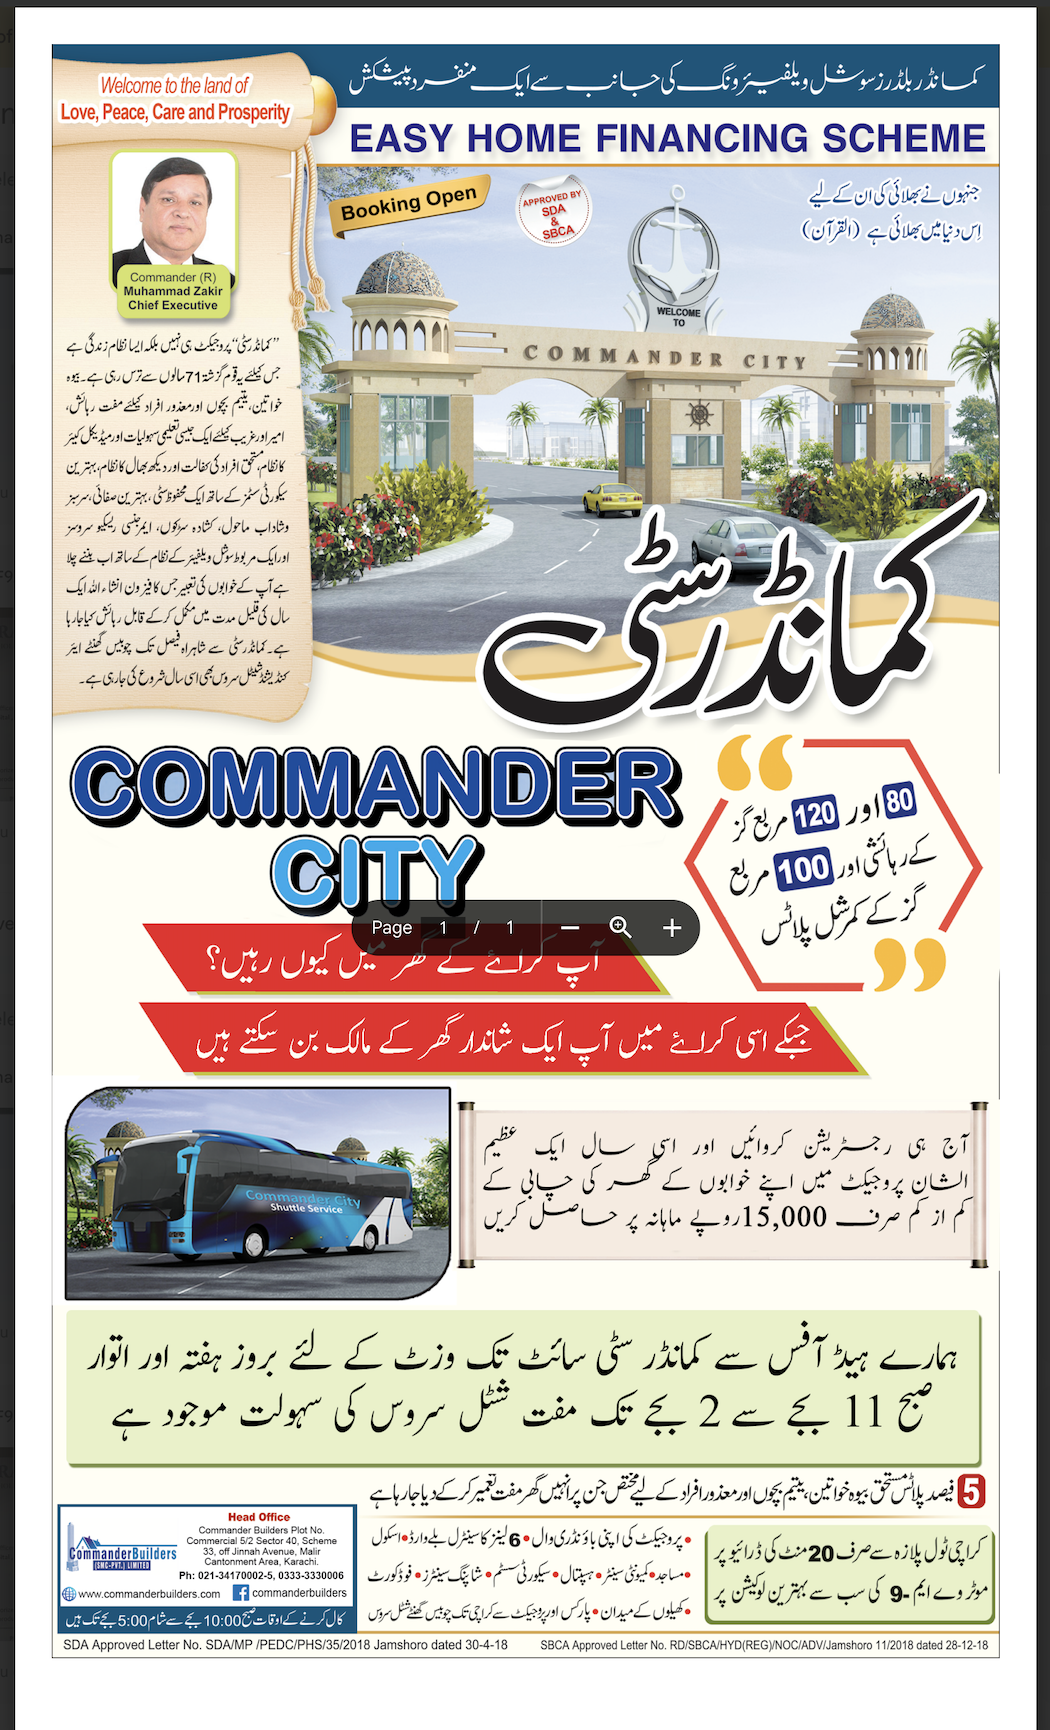 کمانڈر بلڈرز سوشل ویلفیئر ونگ کی جانب سے ایک منفرد پیشکش
EASY HOME FINANCING SCHEME
Welcome to the land of
Love, Peace, Care and Prosperity
Commander (R)
Muhammad Zakir
Chief Executive
"کمانڈر سٹی" پروجیکٹ ہی نہیں بلکہ ایسا نظام زندگی ہے
جس کیلئے یہ قوم گزشتہ 71 سالوں سے ترس رہی ہے۔ بیوہ
خواتین، یتیم بچوں اور معذور افراد کیلئے مفت رہائش،
امیر اور غریب کیلئے ایک جیسی تعلیمی سہولیات اور میڈیکل کیئر
کا نظام، مستحق افراد کی کفالت اور دیکھ بھال کا نظام، بہترین
سیکورٹی سسٹمز کے ساتھ ایک محفوظ سٹی، بہترین صفائی، سرسبز
وشاداب ماحول، کشادہ سڑکوں، ایمرجنسی ریسکیو سروسز
اور ایک مربوط سوشل ویلفیئر کے نظام کے ساتھ اب بننے چلا
ہے آپ کے خوابوں کی تعبیر جس کا فیز ون انشاء اللہ ایک
سال کی قلیل مدت میں مکمل کر کے قابل رہائش کیا جا رہا
ہے۔ کمانڈر سٹی سے شاہراہ فیصل تک چوبیس گھنٹے ایئر
کنڈیشنڈ شٹل سروس بھی اسی سال شروع کی جا رہی ہے۔
Booking Open
APPROVED BY
SDA
&
SBCA
جنہوں نے بھلائی کی ان کے لیے
اِس دنیا میں بھلائی ہے (القرآن)
WELCOME
TO
COMMANDER CITY
کمانڈر سٹی
COMMANDER
CITY
80 اور 120 مربع گز
کے رہائشی اور 100 مربع
گز کے کمرشل پلاٹس
Page 1 / 1
آپ کرائے کے گھر میں کیوں رہیں؟
جبکے اسی کرائے میں آپ ایک شاندار گھر کے مالک بن سکتے ہیں
Commander City
Shuttle Service
آج ہی رجسٹریشن کروائیں اور اسی سال ایک عظیم
الشان پروجیکٹ میں اپنے خوابوں کے گھر کی چابی کے
کم از کم صرف 15,000 روپے ماہانہ پر حاصل کریں
ہمارے ہیڈ آفس سے کمانڈر سٹی سائٹ تک وزٹ کے لئے بروز ہفتہ اور اتوار
صبح 11 بجے سے 2 بجے تک مفت شٹل سروس کی سہولت موجود ہے
5 فیصد پلاٹس مستحق بیوہ خواتین، یتیم بچوں اور معذور افراد کے لیے مختص جن پر انہیں گھر مفت تعمیر کر کے دیا جا رہا ہے
CommanderBuilders
(SMC-PVT.) LIMITED
Head Office
Commander Builders Plot No.
Commercial 5/2 Sector 40, Scheme
33, off Jinnah Avenue, Malir
Cantonment Area, Karachi.
Ph: 021-34170002-5, 0333-3330006
www.commanderbuilders.com commanderbuilders
کال کرنے کے اوقات صبح 10:00 بجے سے شام 5:00 بجے تک ہیں
•پروجیکٹ کی اپنی باؤنڈری وال •6 لینز کا سینٹرل بلے وارڈ •اسکول
•مساجد •کمیونٹی سینٹر •ہسپتال •سیکورٹی سسٹم •شاپنگ سینٹرز •فوڈ کورٹ
•کھیلوں کے میدان •پارکس اور پروجیکٹ سے کراچی تک چوبیس گھنٹے شٹل سروس
کراچی ٹول پلازہ سے صرف 20 منٹ کی ڈرائیو پر
موٹر وے ایم-9 کی سب سے بہترین لوکیشن پر
SDA Approved Letter No. SDA/MP /PEDC/PHS/35/2018 Jamshoro dated 30-4-18
SBCA Approved Letter No. RD/SBCA/HYD(REG)/NOC/ADV/Jamshoro 11/2018 dated 28-12-18